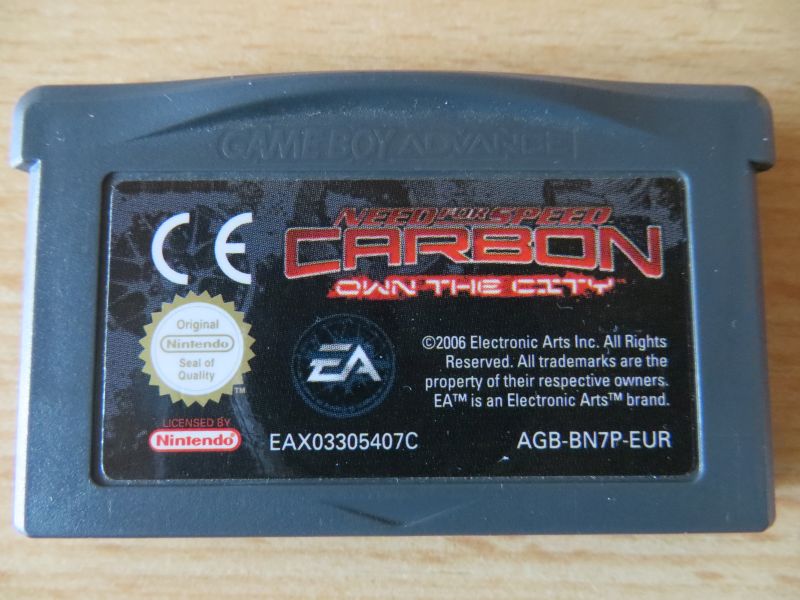 GAME BOY ADVANCE
CE
NEED FOR SPEED
CARBON
OWN THE CITY
Original
Nintendo
Seal of
Quality
TM
EA
©2006 Electronic Arts Inc. All Rights
Reserved. All trademarks are the
property of their respective owners.
EA™ is an Electronic Arts™ brand.
LICENSED BY
Nintendo
EAX03305407C
AGB-BN7P-EUR